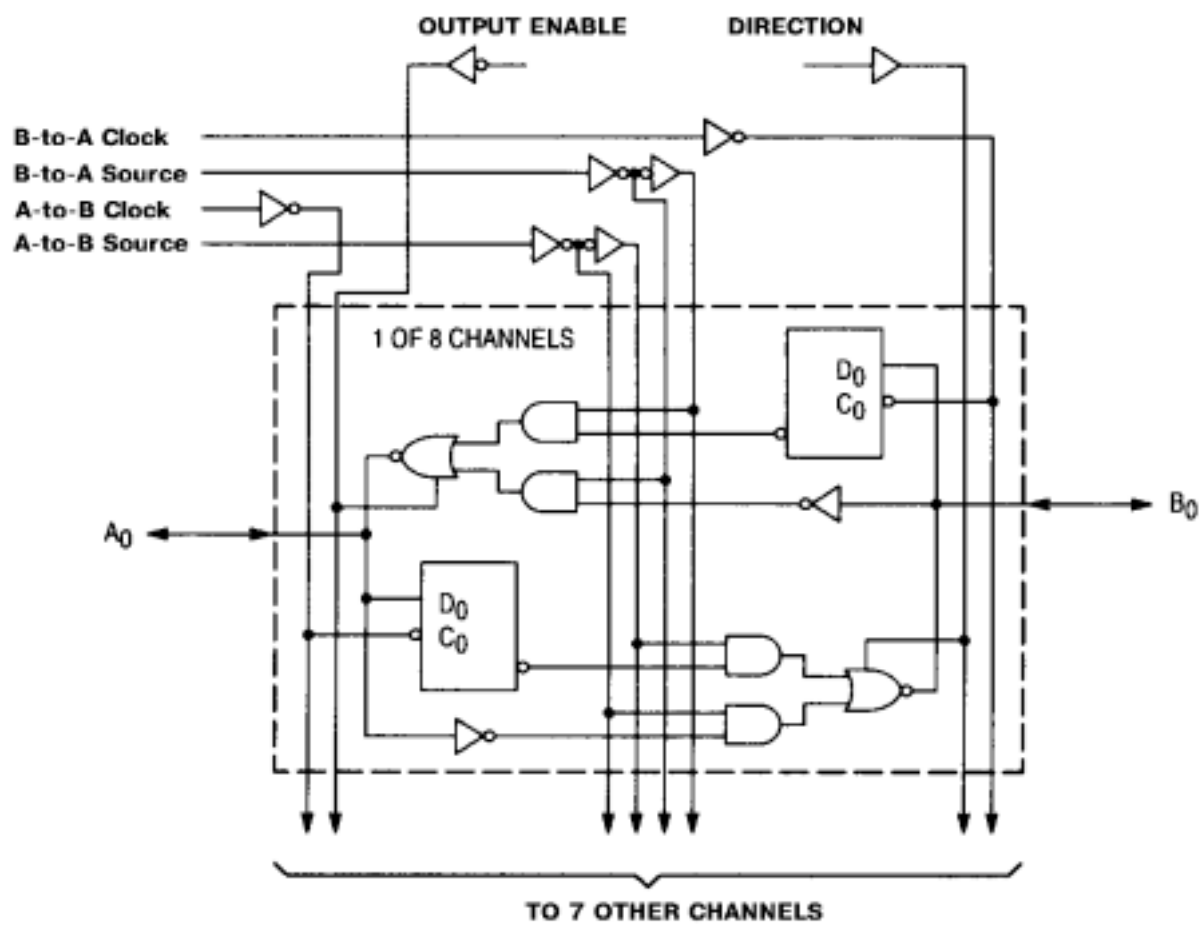 OUTPUT ENABLE
DIRECTION
B-to-A Clock
B-to-A Source
A-to-B Clock
A-to-B Source
1 OF 8 CHANNELS
D0
C0
A0
B0
D0
C0
TO 7 OTHER CHANNELS